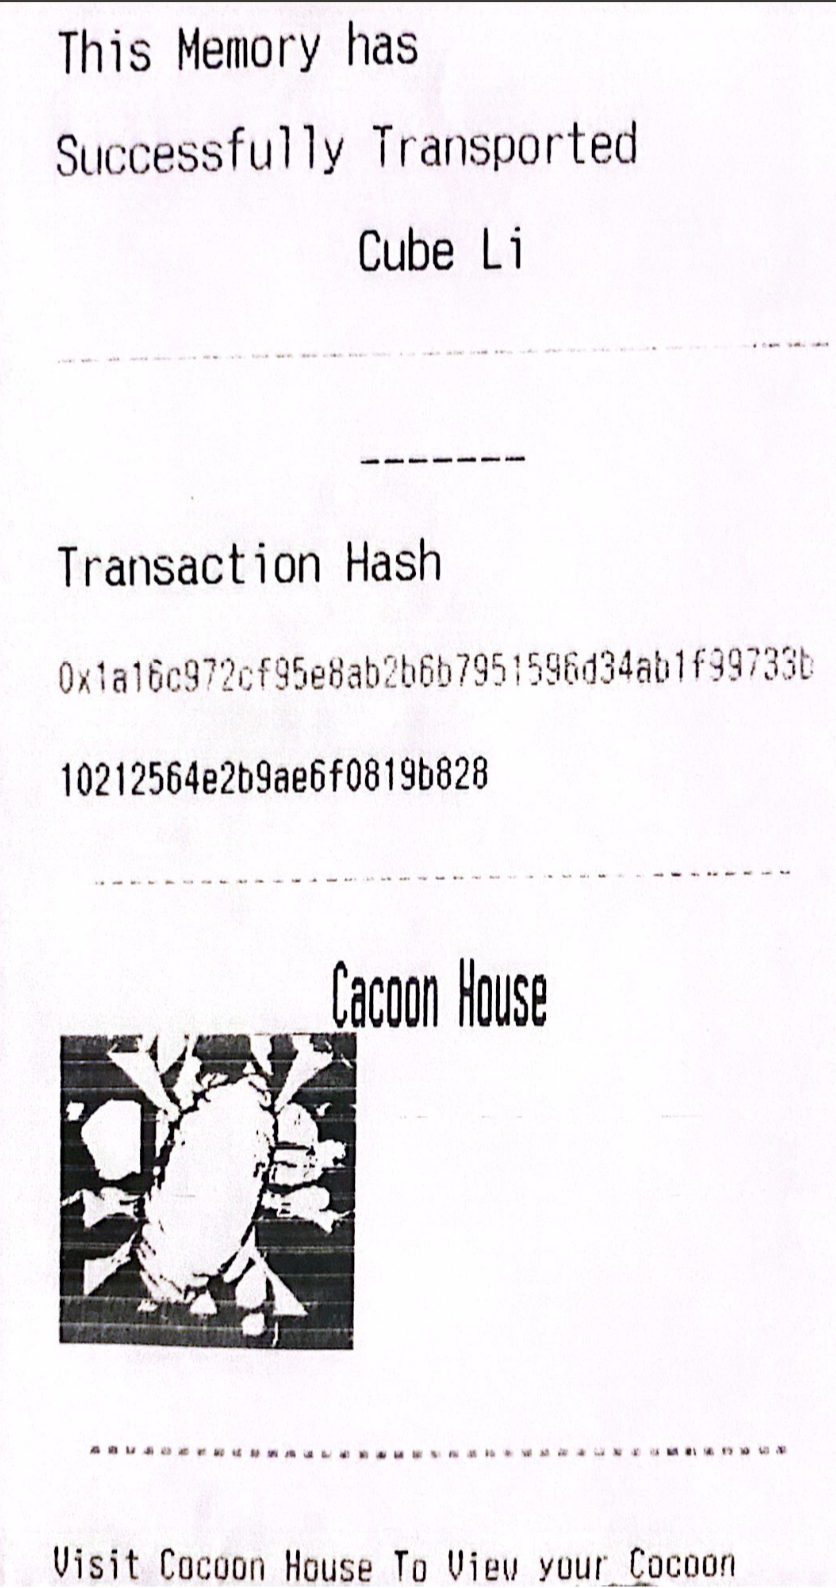 This Memory has
Successfully Transported
Cube Li
-------
Transaction Hash
0x1a16c972cf95e8ab2b6b7951596d34ab1f99733b
10212564e2b9ae6f0819b828
Cacoon House
Visit Cocoon House To View your Cocoon